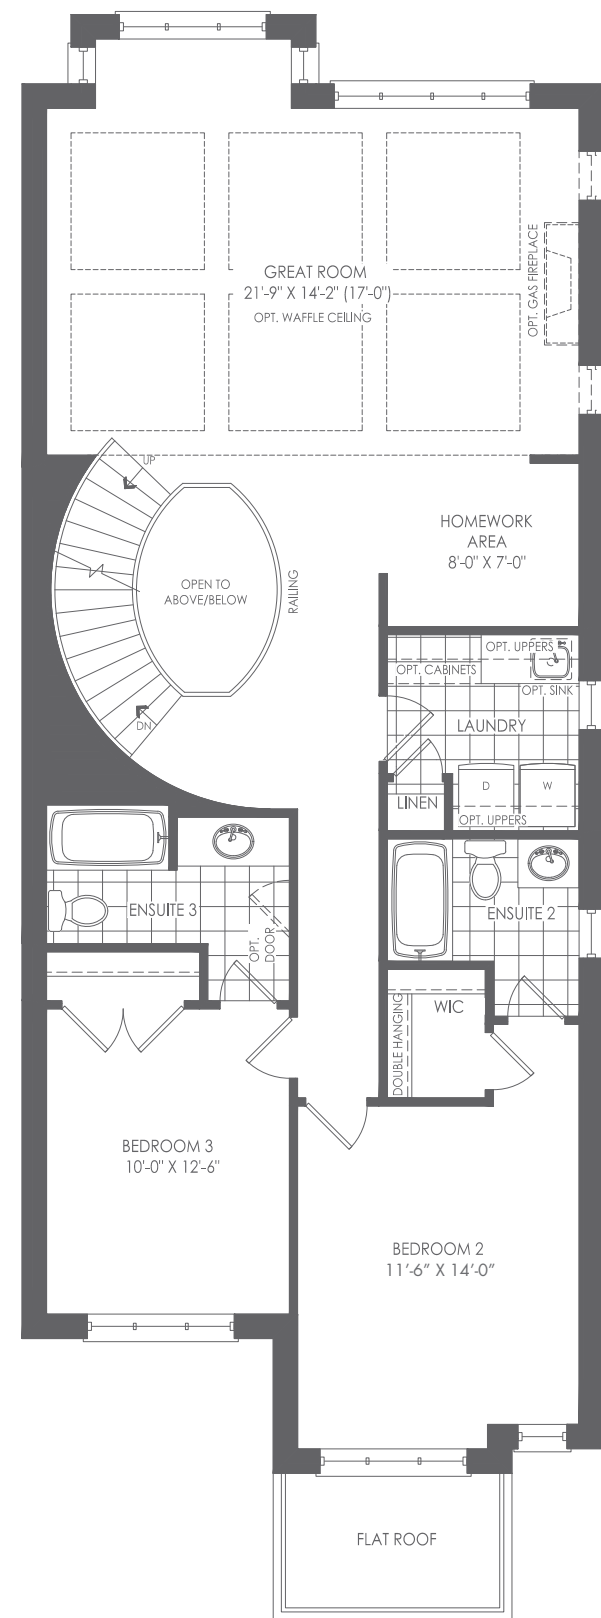 GREAT ROOM
21'-9" X 14'-2" (17'-0")
OPT. WAFFLE CEILING
OPT. GAS FIREPLACE
UP
HOMEWORK
AREA
8'-0" X 7'-0"
OPEN TO
ABOVE/BELOW
RAILING
OPT. UPPERS
OPT. CABINETS
OPT. SINK
DN
LAUNDRY
D
W
LINEN
OPT. UPPERS
ENSUITE 3
OPT.
DOOR
ENSUITE 2
WIC
DOUBLE HANGING
BEDROOM 3
10'-0" X 12'-6"
BEDROOM 2
11'-6" X 14'-0"
FLAT ROOF